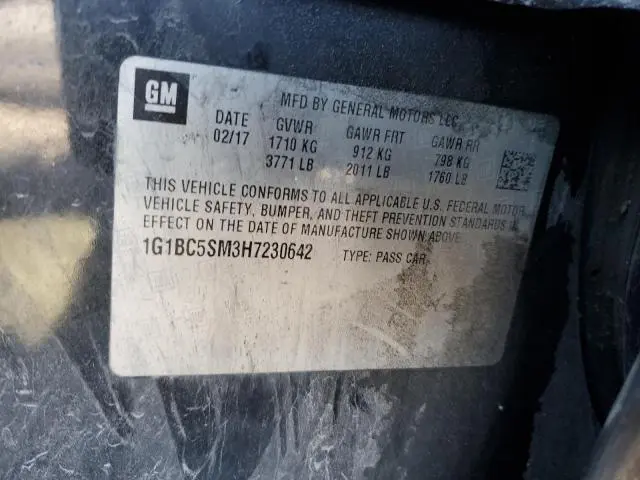 GM
MFD BY GENERAL MOTORS LLC
DATE GVWR GAWR FRT GAWR RR
02/17 1710 KG 912 KG 798 KG
3771 LB 2011 LB 1760 LB
THIS VEHICLE CONFORMS TO ALL APPLICABLE U.S. FEDERAL MOTOR
VEHICLE SAFETY, BUMPER, AND THEFT PREVENTION STANDARDS IN
EFFECT ON THE DATE OF MANUFACTURE SHOWN ABOVE.
1G1BC5SM3H7230642 TYPE: PASS CAR